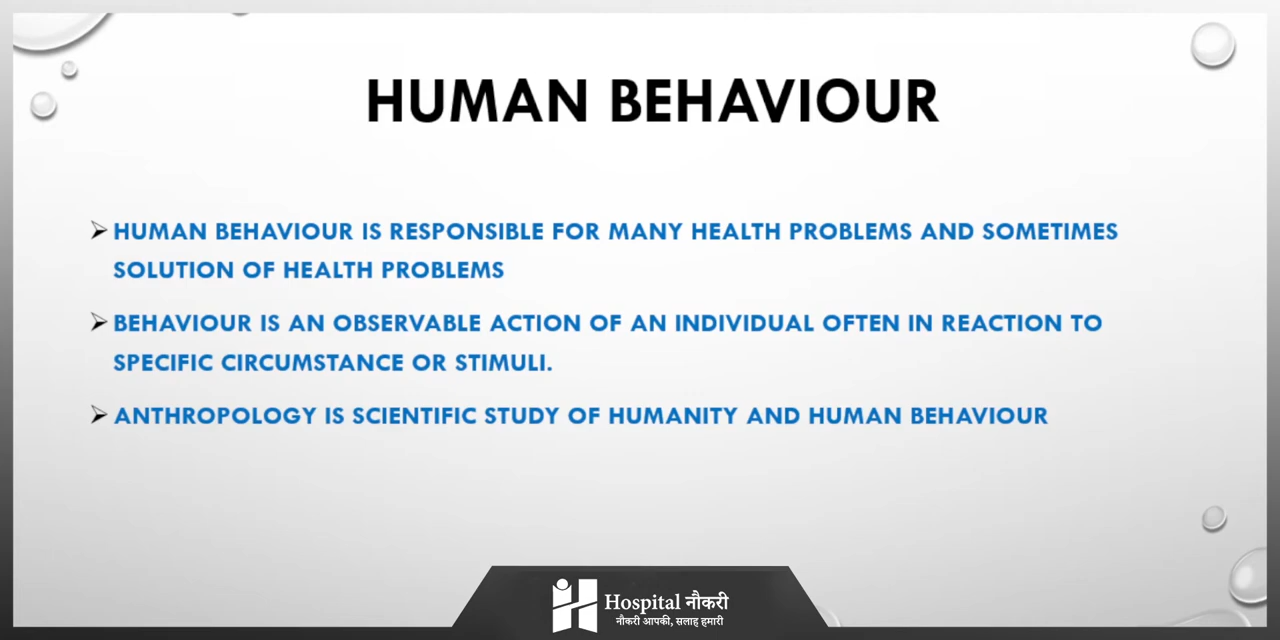 HUMAN BEHAVIOUR
➢ HUMAN BEHAVIOUR IS RESPONSIBLE FOR MANY HEALTH PROBLEMS AND SOMETIMES
SOLUTION OF HEALTH PROBLEMS
➢ BEHAVIOUR IS AN OBSERVABLE ACTION OF AN INDIVIDUAL OFTEN IN REACTION TO
SPECIFIC CIRCUMSTANCE OR STIMULI.
➢ ANTHROPOLOGY IS SCIENTIFIC STUDY OF HUMANITY AND HUMAN BEHAVIOUR
Hospital नौकरी
नौकरी आपकी, सलाह हमारी